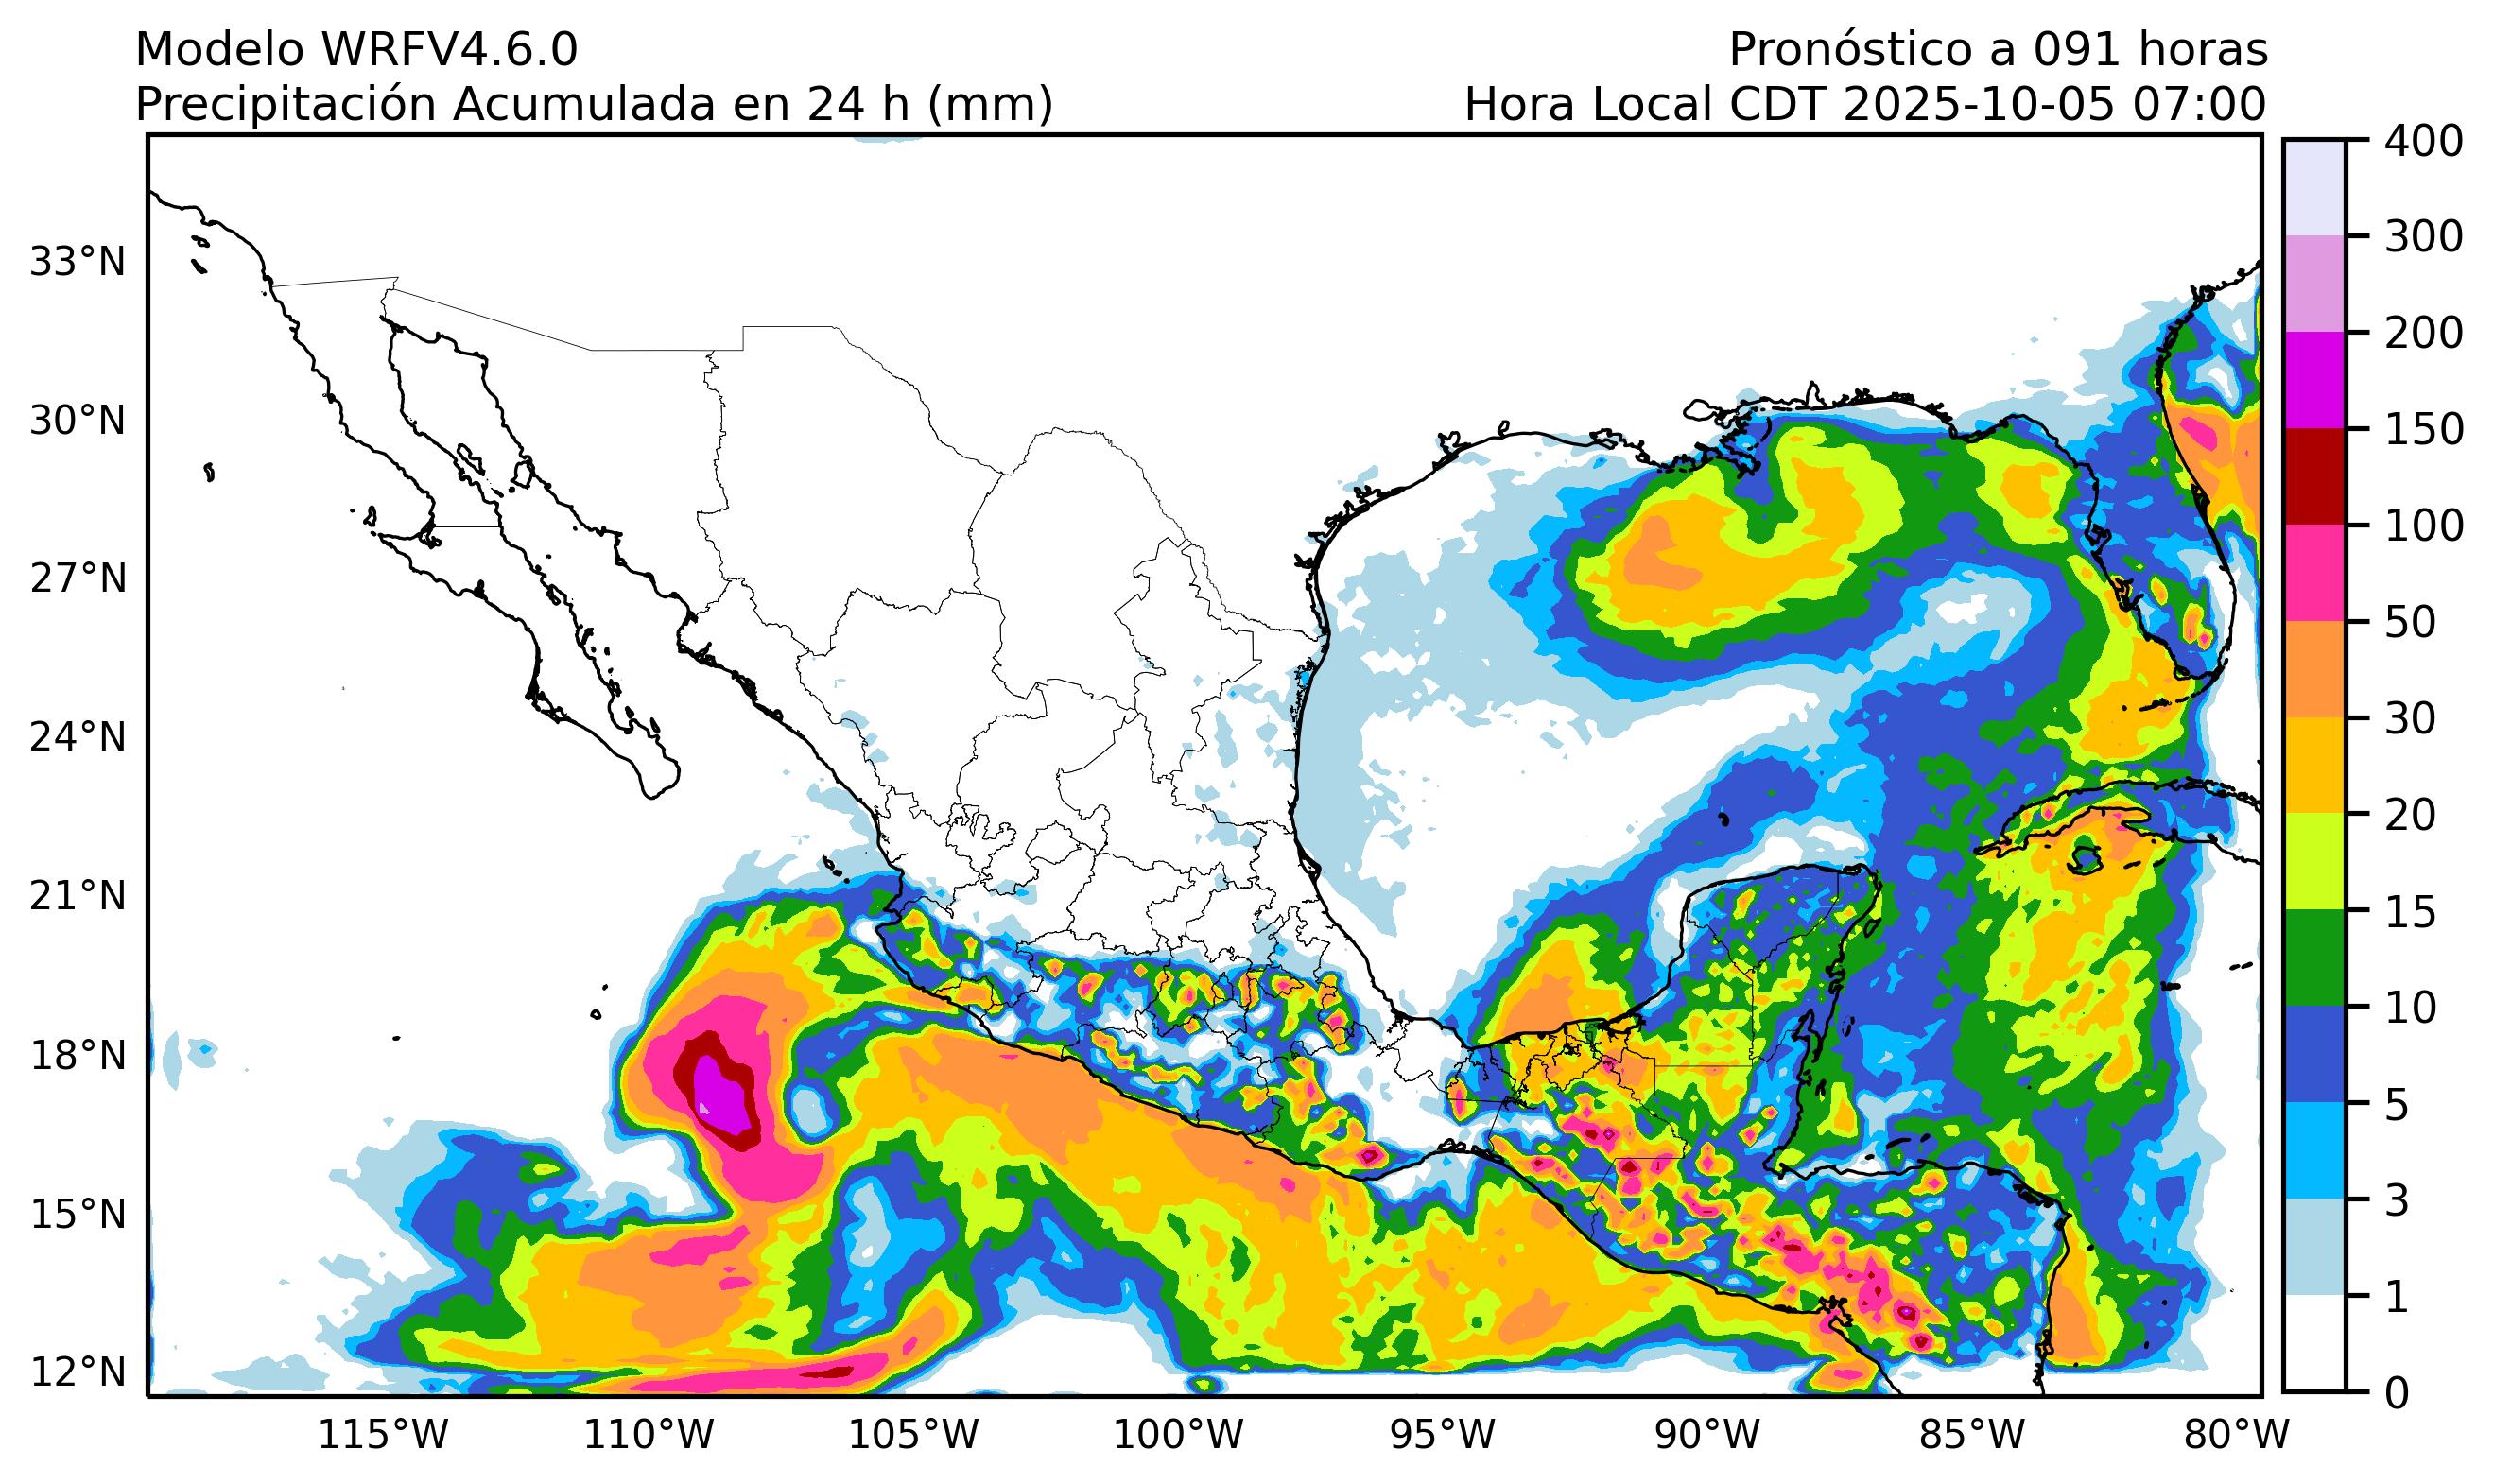 Modelo WRFV4.6.0
Pronóstico a 091 horas
Precipitación Acumulada en 24 h (mm)
Hora Local CDT 2025-10-05 07:00
400
300
200
150
100
50
30
20
15
10
5
3
1
0
33°N
30°N
27°N
24°N
21°N
18°N
15°N
12°N
115°W
110°W
105°W
100°W
95°W
90°W
85°W
80°W